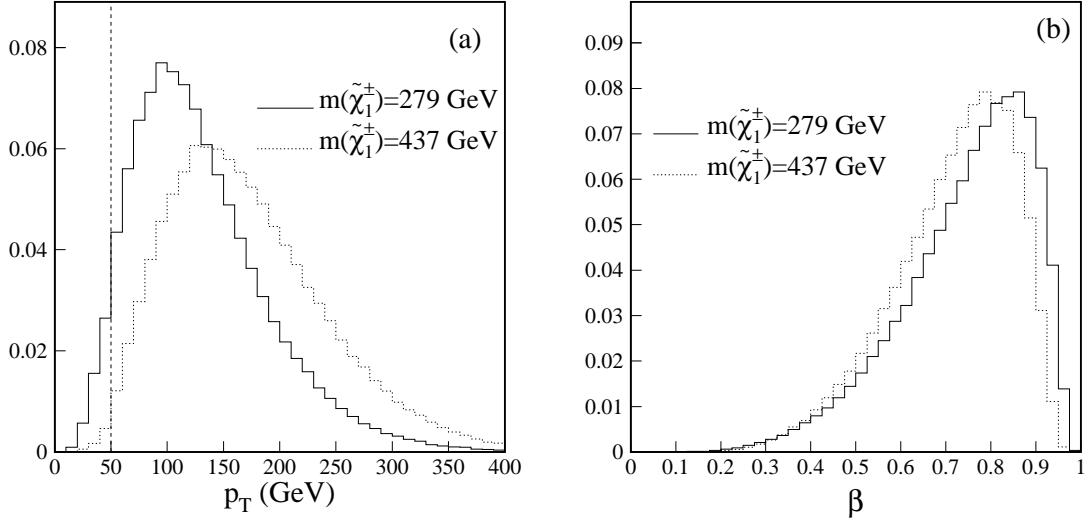 (a)
m(χ̃₁±)=279 GeV
m(χ̃₁±)=437 GeV
0.08
0.06
0.04
0.02
0
0 50 100 150 200 250 300 350 400
p_T (GeV)
(b)
m(χ̃₁±)=279 GeV
m(χ̃₁±)=437 GeV
0.09
0.08
0.07
0.06
0.05
0.04
0.03
0.02
0.01
0
0 0.1 0.2 0.3 0.4 0.5 0.6 0.7 0.8 0.9 1
β